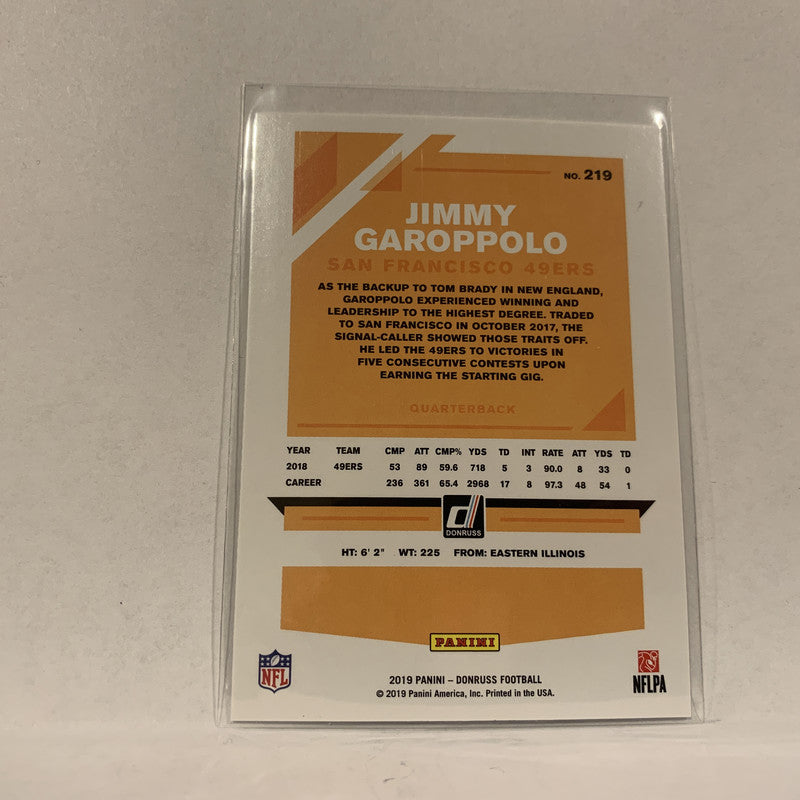 NO. 219
JIMMY
GAROPPOLO
SAN FRANCISCO 49ERS
AS THE BACKUP TO TOM BRADY IN NEW ENGLAND,
GAROPPOLO EXPERIENCED WINNING AND
LEADERSHIP TO THE HIGHEST DEGREE. TRADED
TO SAN FRANCISCO IN OCTOBER 2017, THE
SIGNAL-CALLER SHOWED THOSE TRAITS OFF.
HE LED THE 49ERS TO VICTORIES IN
FIVE CONSECUTIVE CONTESTS UPON
EARNING THE STARTING GIG.
QUARTERBACK
YEAR TEAM CMP ATT CMP% YDS TD INT RATE ATT YDS TD
2018 49ERS 53 89 59.6 718 5 3 90.0 8 33 0
CAREER 236 361 65.4 2968 17 8 97.3 48 54 1
d
DONRUSS
HT: 6' 2" WT: 225 FROM: EASTERN ILLINOIS
PANINI
NFL
2019 PANINI – DONRUSS FOOTBALL
© 2019 Panini America, Inc. Printed in the USA.
NFLPA